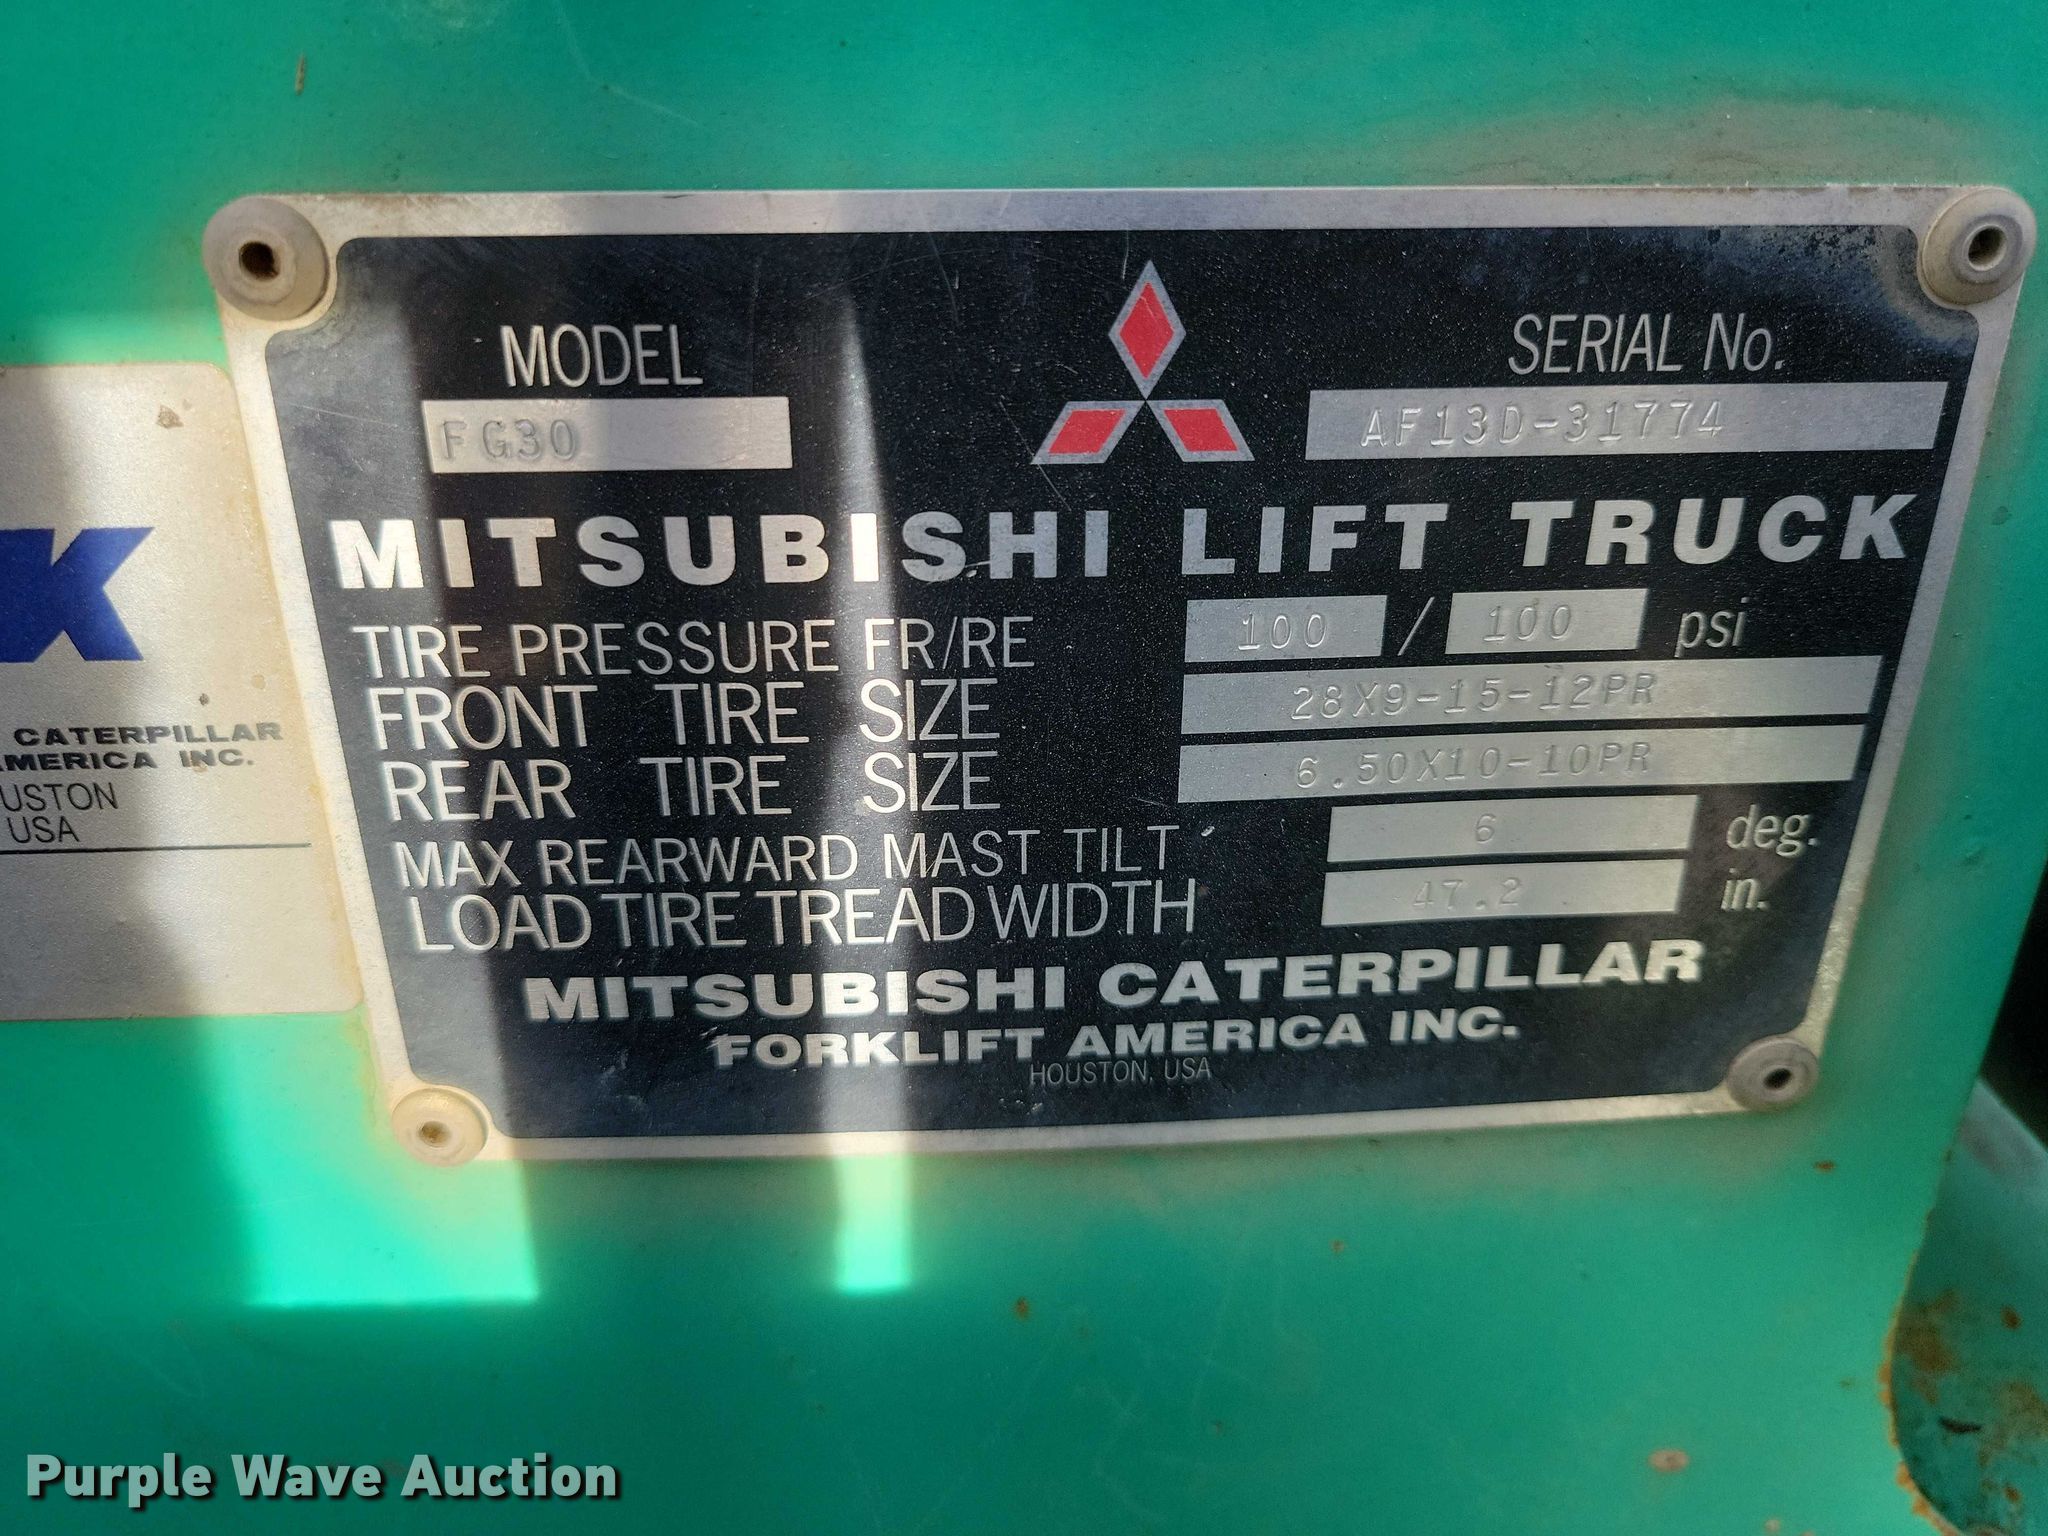 MODEL
FG30
SERIAL No.
AF13D-31774
MITSUBISHI LIFT TRUCK
TIRE PRESSURE FR/RE 100 / 100 psi
FRONT TIRE SIZE 28X9-15-12PR
REAR TIRE SIZE 6.50X10-10PR
MAX REARWARD MAST TILT 6 deg.
LOAD TIRE TREAD WIDTH 47.2 in.
MITSUBISHI CATERPILLAR
FORKLIFT AMERICA INC.
HOUSTON, USA
K
CATERPILLAR
AMERICA INC.
USTON
USA
Purple Wave Auction